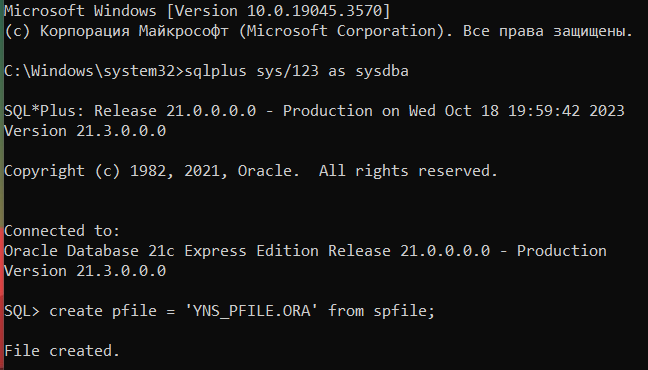 Microsoft Windows [Version 10.0.19045.3570]
(c) Корпорация Майкрософт (Microsoft Corporation). Все права защищены.
C:\Windows\system32>sqlplus sys/123 as sysdba
SQL*Plus: Release 21.0.0.0.0 - Production on Wed Oct 18 19:59:42 2023
Version 21.3.0.0.0
Copyright (c) 1982, 2021, Oracle.  All rights reserved.
Connected to:
Oracle Database 21c Express Edition Release 21.0.0.0.0 - Production
Version 21.3.0.0.0
SQL> create pfile = 'YNS_PFILE.ORA' from spfile;
File created.